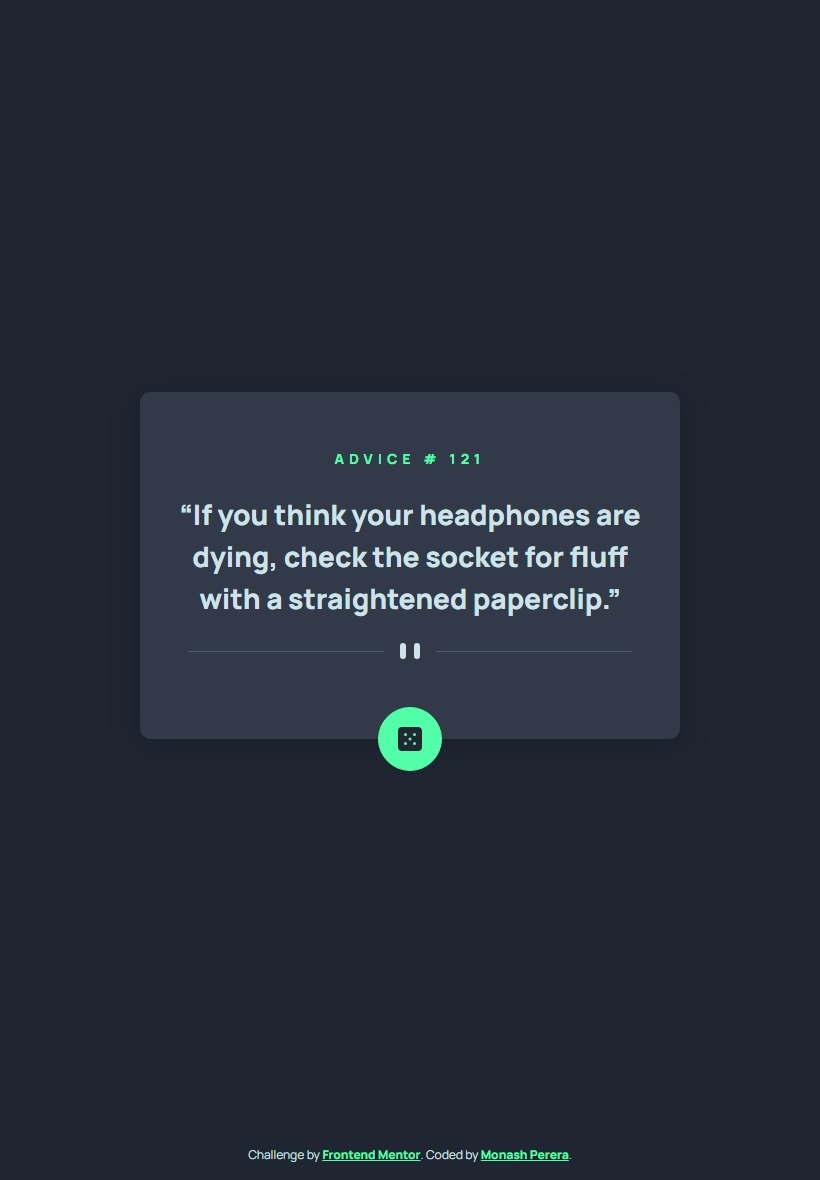 ADVICE # 121
“If you think your headphones are
dying, check the socket for fluff
with a straightened paperclip.”
Challenge by Frontend Mentor. Coded by Monash Perera.